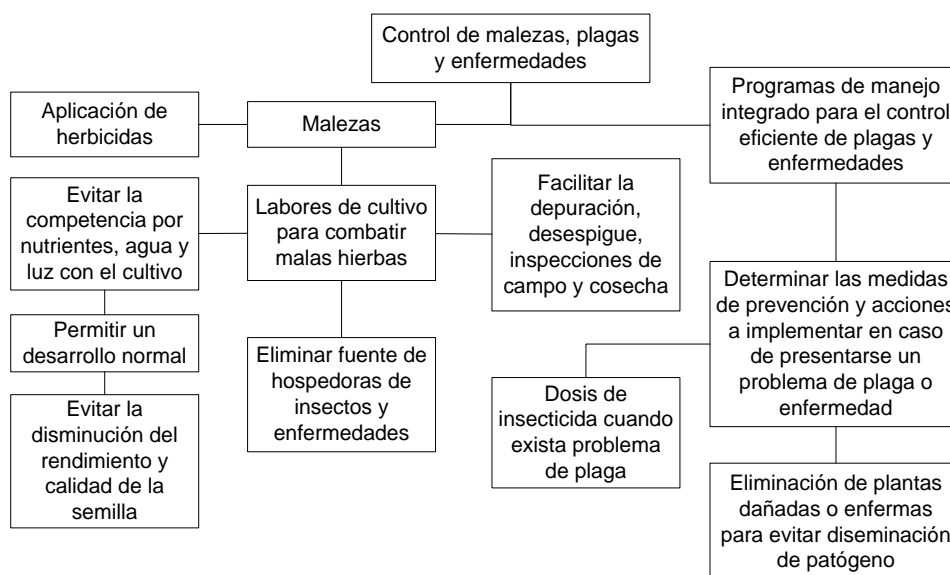 Control de malezas, plagas
y enfermedades
Programas de manejo
integrado para el control
eficiente de plagas y
enfermedades
Aplicación de
herbicidas
Malezas
Evitar la
competencia por
nutrientes, agua y
luz con el cultivo
Labores de cultivo
para combatir
malas hierbas
Facilitar la
depuración,
desespigue,
inspecciones de
campo y cosecha
Determinar las medidas
de prevención y acciones
a implementar en caso
de presentarse un
problema de plaga o
enfermedad
Permitir un
desarrollo normal
Eliminar fuente de
hospedoras de
insectos y
enfermedades
Dosis de
insecticida cuando
exista problema
de plaga
Evitar la
disminución del
rendimiento y
calidad de la
semilla
Eliminación de plantas
dañadas o enfermas
para evitar diseminación
de patógeno